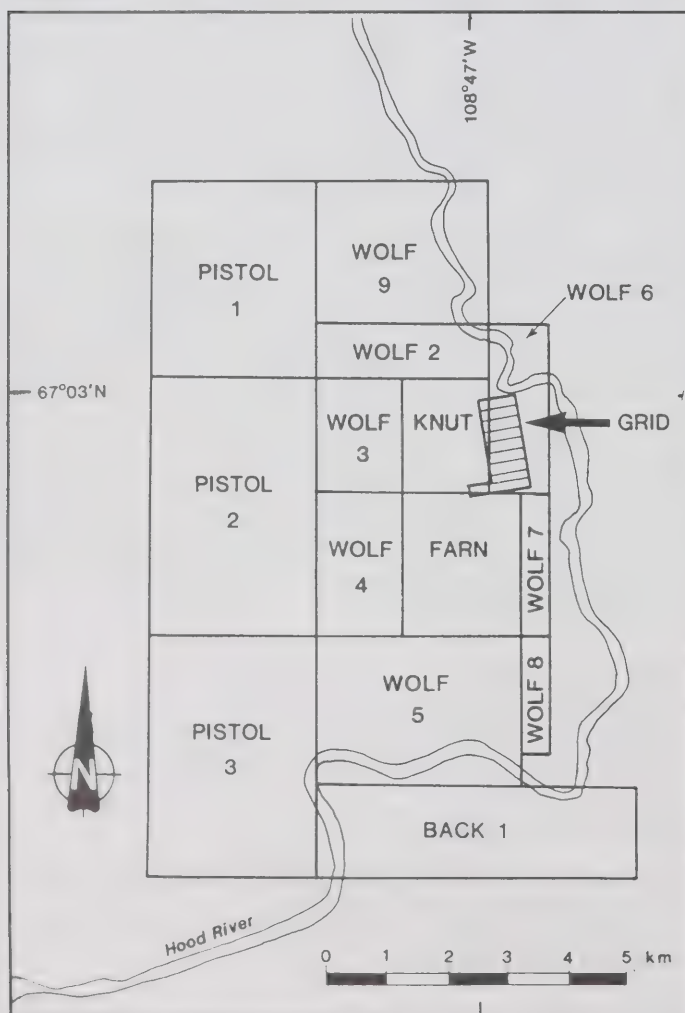 108°47'W
WOLF
9
PISTOL
1
WOLF 6
WOLF 2
67°03'N
WOLF
3
KNUT
GRID
PISTOL
2
WOLF
4
FARN
WOLF 7
WOLF
5
WOLF 8
PISTOL
3
N
BACK 1
Hood River
0 1 2 3 4 5 km